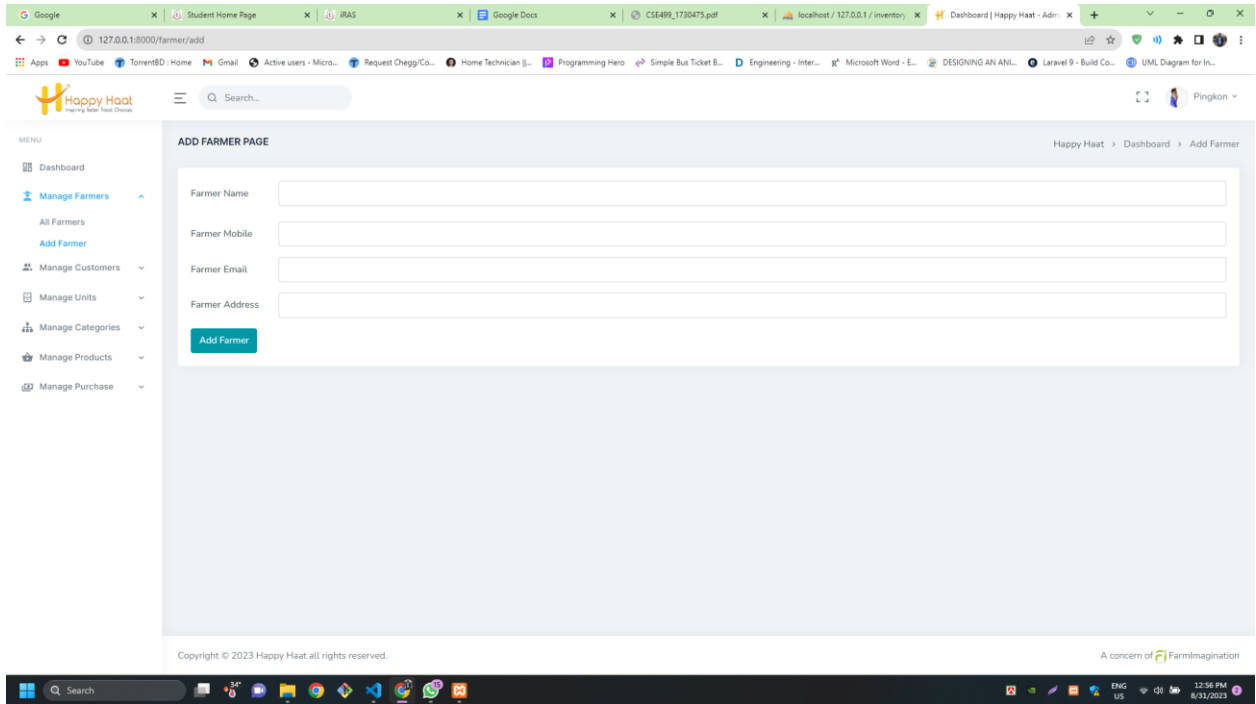 Google
Student Home Page
iRAS
Google Docs
CSE499_1730475.pdf
localhost / 127.0.0.1 / inventory
Dashboard | Happy Haat - Adm
127.0.0.1:8000/farmer/add
Apps YouTube TorrentBD : Home Gmail Active users - Micro... Request Chegg/Co... Home Technician ||... Programming Hero Simple Bus Ticket B... Engineering - Inter... Microsoft Word - E... DESIGNING AN ANI... Laravel 9 - Build Co... UML Diagram for In...
Happy Haat
Inspiring Better Food Choices
Search...
Pingkon
MENU
Dashboard
Manage Farmers
All Farmers
Add Farmer
Manage Customers
Manage Units
Manage Categories
Manage Products
Manage Purchase
ADD FARMER PAGE
Happy Haat > Dashboard > Add Farmer
Farmer Name
Farmer Mobile
Farmer Email
Farmer Address
Add Farmer
Copyright © 2023 Happy Haat all rights reserved.
A concern of FarmImagination
Search
34°
15
ENG
US
12:56 PM
8/31/2023